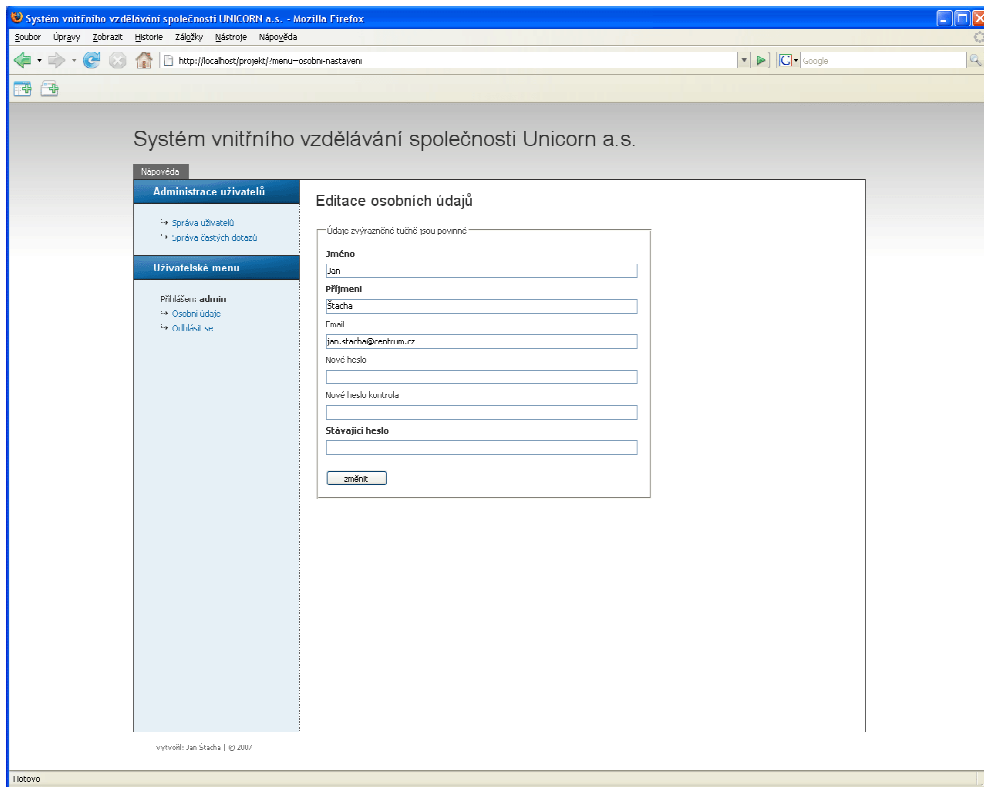 Systém vnitřního vzdělávání společnosti UNICORN a.s. - Mozilla Firefox
Soubor Úpravy Zobrazit Historie Záložky Nástroje Nápověda
http://localhost/projekt/?menu=osobni-nastaveni
Google
Systém vnitřního vzdělávání společnosti Unicorn a.s.
Nápověda
Administrace uživatelů
Správa uživatelů
Správa častých dotazů
Uživatelské menu
Přihlášen: admin
Osobní údaje
Odhlásit se
Editace osobních údajů
Údaje zvýrazněné tučně jsou povinné
Jméno
Jan
Příjmení
Štacha
Email
jan.stacha@centrum.cz
Nové heslo
Nové heslo kontrola
Stávající heslo
změnit
vytvořil: Jan Štacha | © 2007
Hotovo